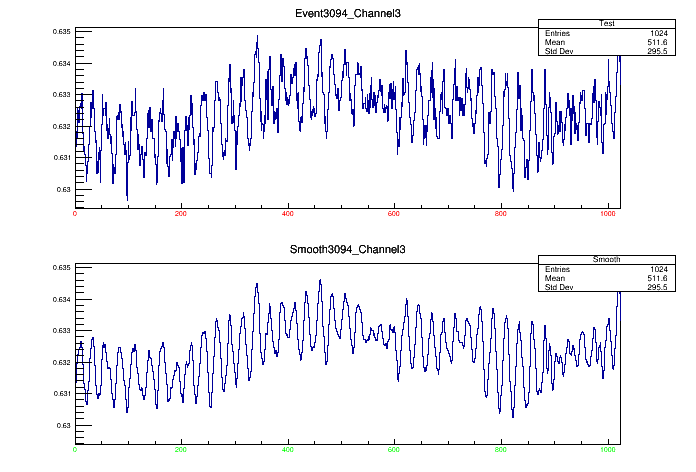 Event3094_Channel3
Test
Entries 1024
Mean 511.6
Std Dev 295.5
0.635
0.634
0.633
0.632
0.631
0.63
0 200 400 600 800 1000
Smooth3094_Channel3
Smooth
Entries 1024
Mean 511.6
Std Dev 295.5
0.635
0.634
0.633
0.632
0.631
0.63
0 200 400 600 800 1000